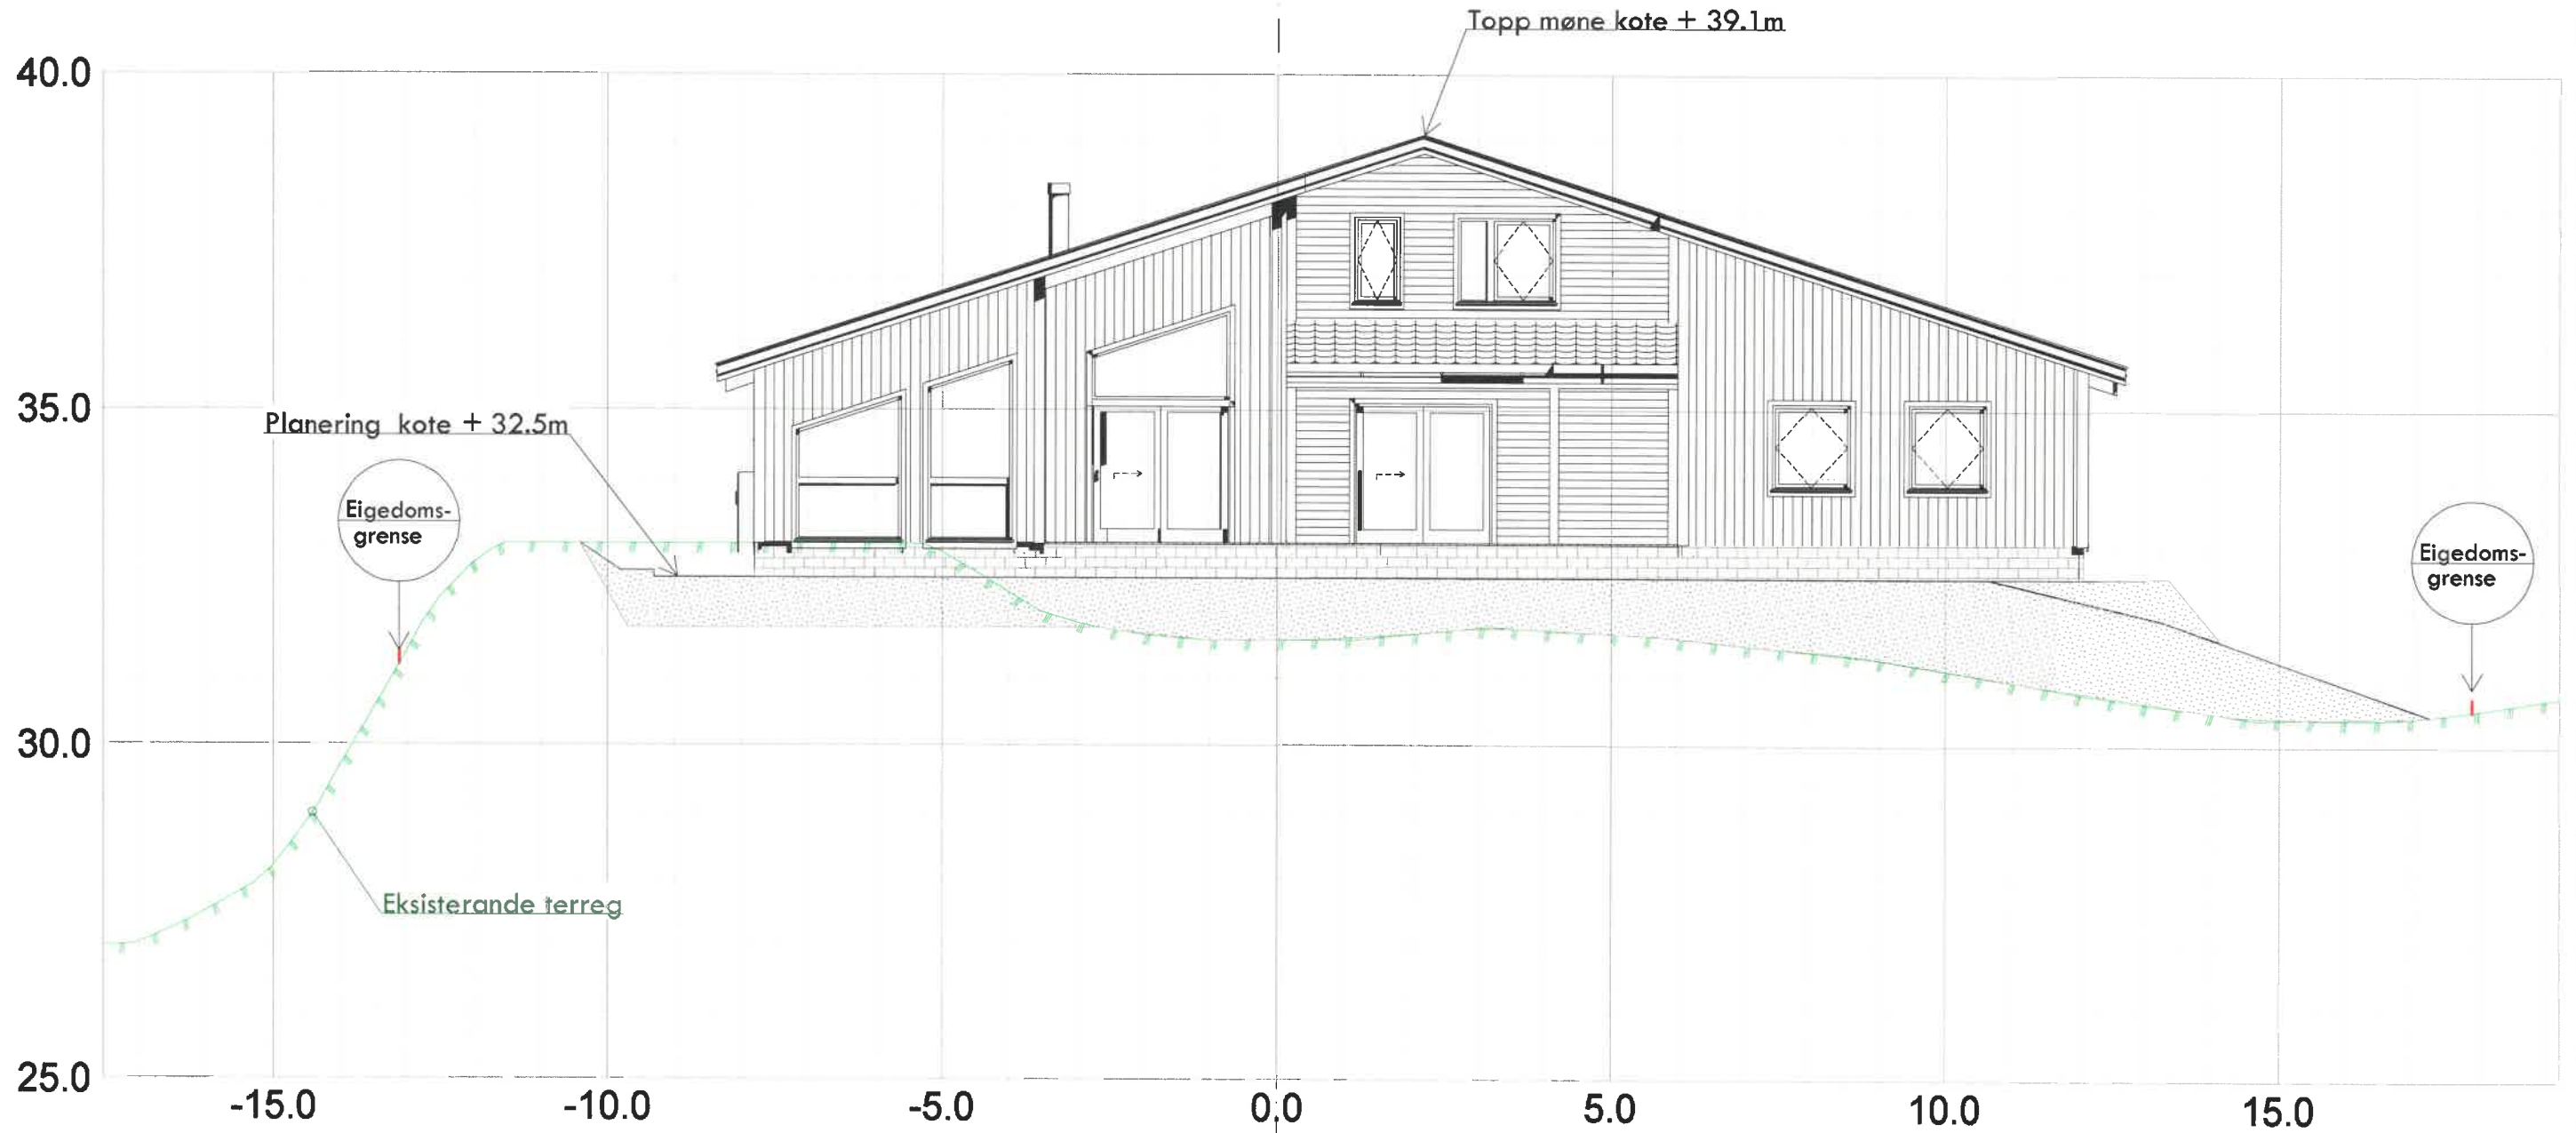 Topp møne kote + 39.1m
40.0
35.0
Planering kote + 32.5m
Eigedoms-
grense
Eigedoms-
grense
30.0
Eksisterande terreg
25.0
-15.0 -10.0 -5.0 0.0 5.0 10.0 15.0